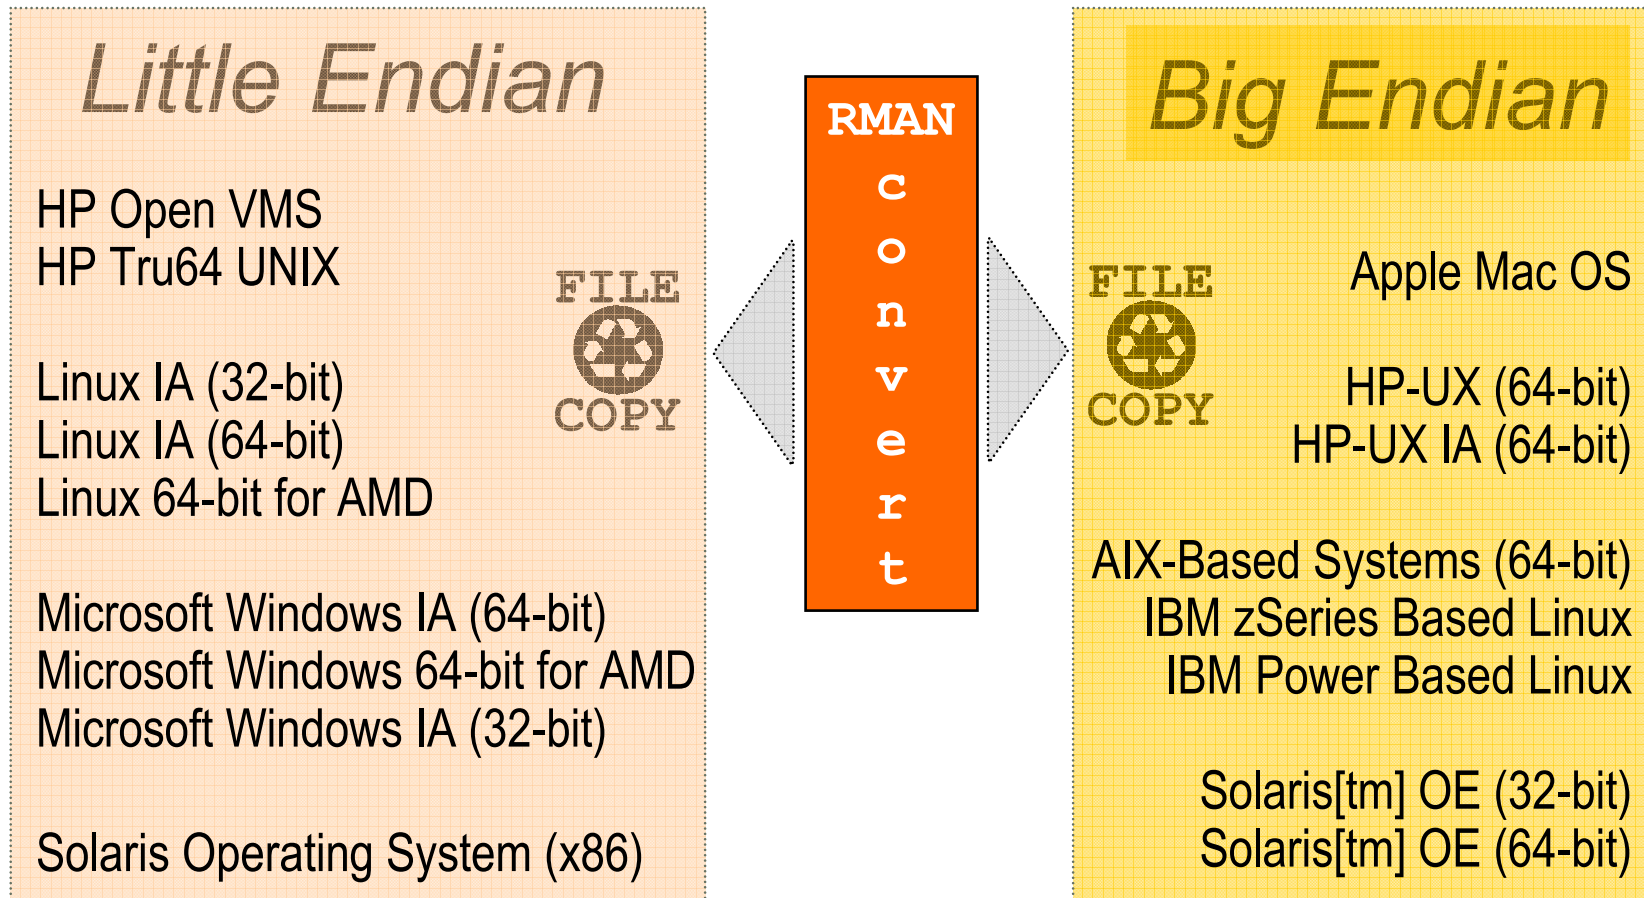 Little Endian
HP Open VMS
HP Tru64 UNIX
FILE
COPY
Linux IA (32-bit)
Linux IA (64-bit)
Linux 64-bit for AMD
Microsoft Windows IA (64-bit)
Microsoft Windows 64-bit for AMD
Microsoft Windows IA (32-bit)
Solaris Operating System (x86)
RMAN
c
o
n
v
e
r
t
Big Endian
Apple Mac OS
FILE
COPY
HP-UX (64-bit)
HP-UX IA (64-bit)
AIX-Based Systems (64-bit)
IBM zSeries Based Linux
IBM Power Based Linux
Solaris[tm] OE (32-bit)
Solaris[tm] OE (64-bit)